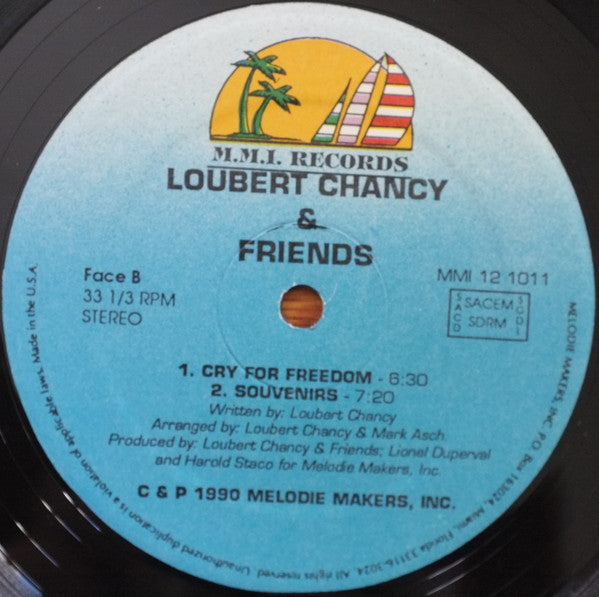 M.M.I. RECORDS
LOUBERT CHANCY
&
FRIENDS
Face B
33 1/3 RPM
STEREO
MMI 12 1011
SACEM
SDRM
SACD
SGDL
1. CRY FOR FREEDOM - 6:30
2. SOUVENIRS - 7:20
Written by: Loubert Chancy
Arranged by: Loubert Chancy & Mark Asch.
Produced by: Loubert Chancy & Friends; Lionel Duperval
and Harold Staco for Melodie Makers, Inc.
C & P 1990 MELODIE MAKERS, INC.
MELODIE MAKERS, INC. P.O. Box 163024, Miami, Florida 33116-3024. All rights reserved. Unauthorized duplication is a violation of applicable laws. Made in the U.S.A.